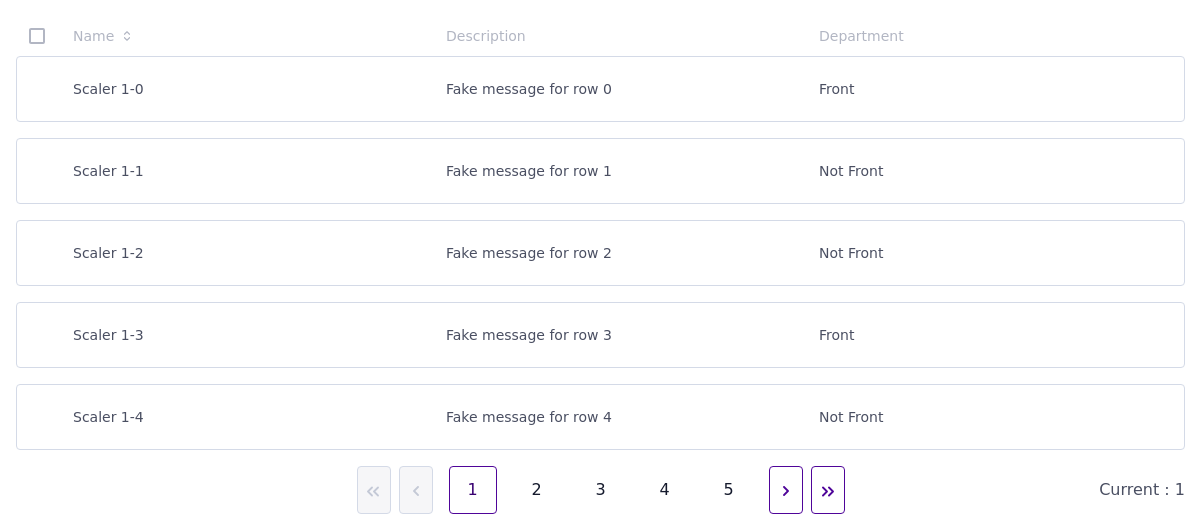 Name Description Department
Scaler 1-0 Fake message for row 0 Front
Scaler 1-1 Fake message for row 1 Not Front
Scaler 1-2 Fake message for row 2 Not Front
Scaler 1-3 Fake message for row 3 Front
Scaler 1-4 Fake message for row 4 Not Front
1 2 3 4 5 Current : 1